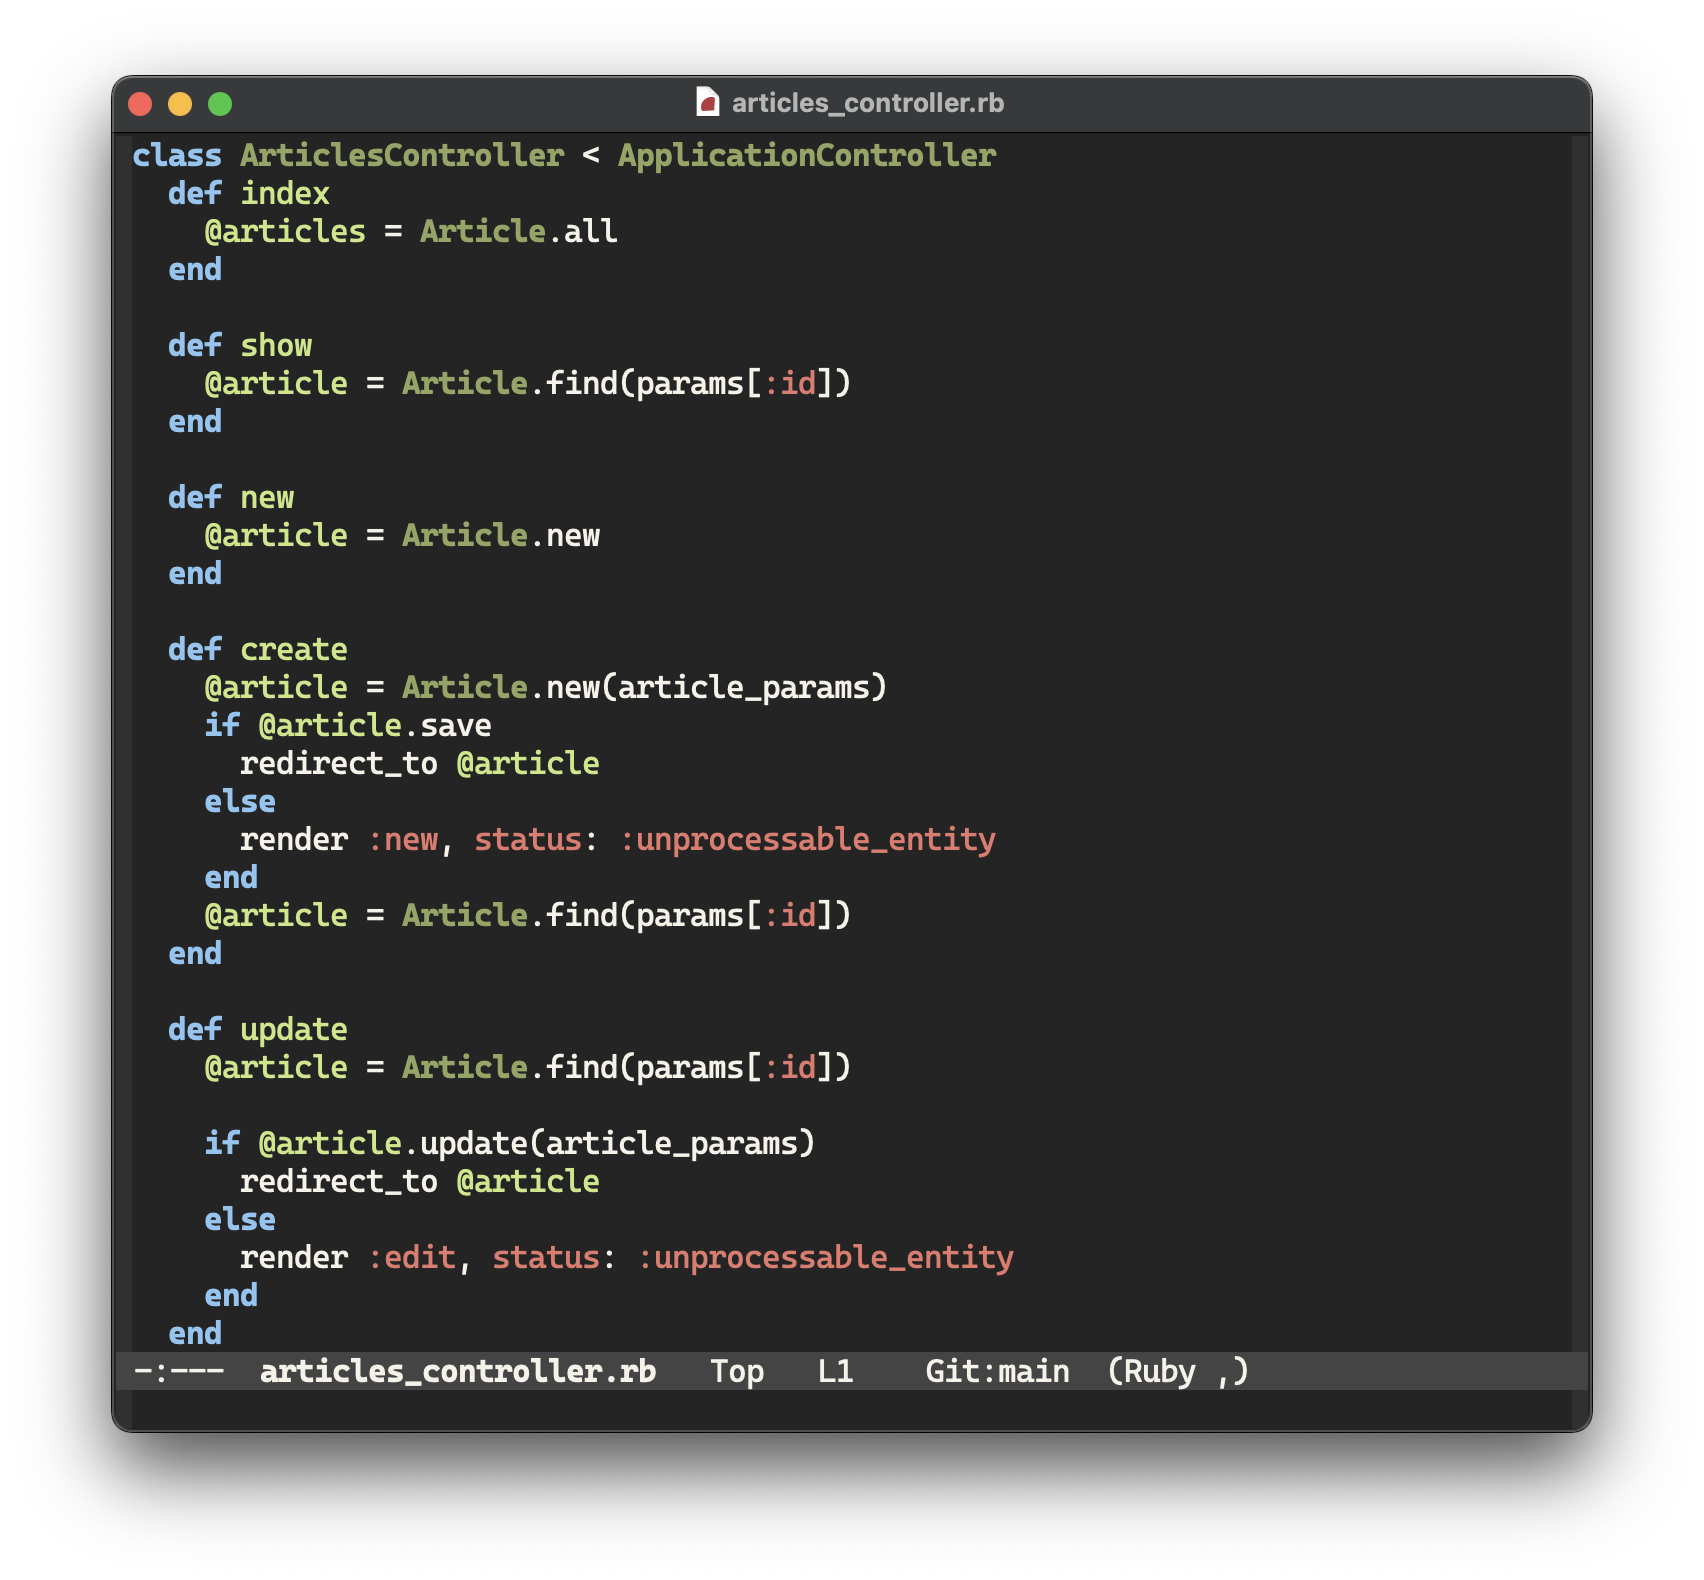 articles_controller.rb
class ArticlesController < ApplicationController
  def index
    @articles = Article.all
  end

  def show
    @article = Article.find(params[:id])
  end

  def new
    @article = Article.new
  end

  def create
    @article = Article.new(article_params)
    if @article.save
      redirect_to @article
    else
      render :new, status: :unprocessable_entity
    end
    @article = Article.find(params[:id])
  end

  def update
    @article = Article.find(params[:id])

    if @article.update(article_params)
      redirect_to @article
    else
      render :edit, status: :unprocessable_entity
    end
  end
-:---  articles_controller.rb   Top   L1    Git:main  (Ruby ,)